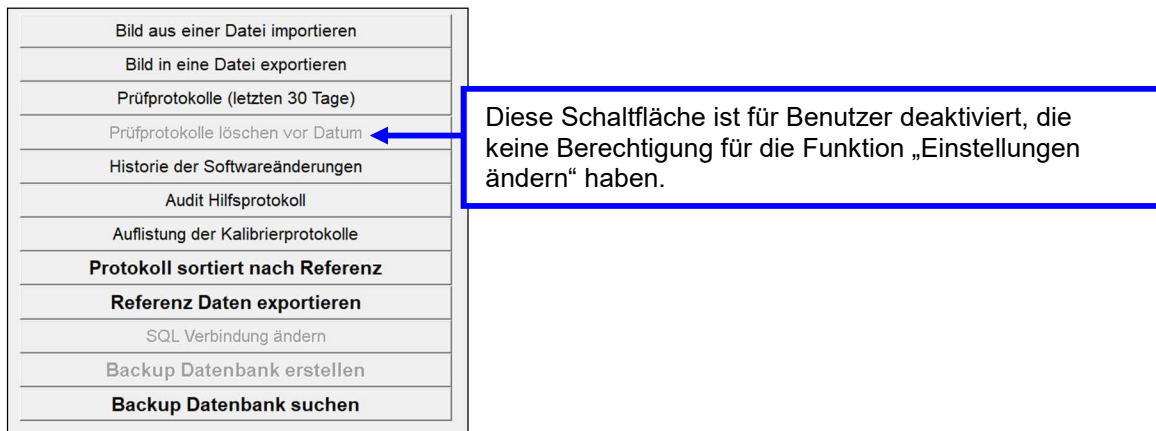 Bild aus einer Datei importieren
Bild in eine Datei exportieren
Prüfprotokolle (letzten 30 Tage)
Prüfprotokolle löschen vor Datum
Historie der Softwareänderungen
Audit Hilfsprotokoll
Auflistung der Kalibrierprotokolle
Protokoll sortiert nach Referenz
Referenz Daten exportieren
SQL Verbindung ändern
Backup Datenbank erstellen
Backup Datenbank suchen
Diese Schaltfläche ist für Benutzer deaktiviert, die
keine Berechtigung für die Funktion „Einstellungen
ändern“ haben.